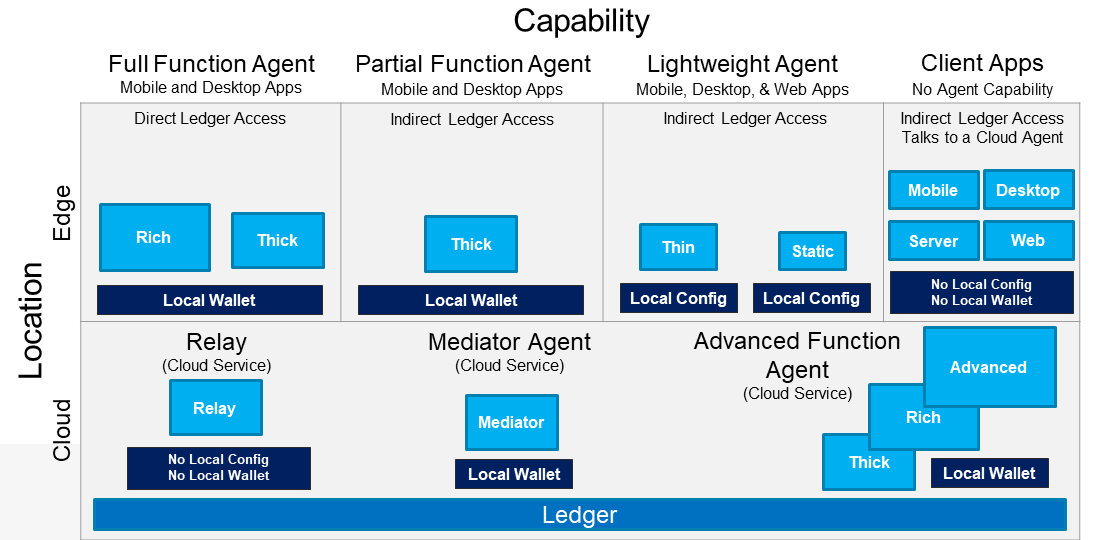 Capability
Full Function Agent
Mobile and Desktop Apps
Partial Function Agent
Mobile and Desktop Apps
Lightweight Agent
Mobile, Desktop, & Web Apps
Client Apps
No Agent Capability
Location
Edge
Direct Ledger Access
Rich
Thick
Local Wallet
Indirect Ledger Access
Thick
Local Wallet
Indirect Ledger Access
Thin
Static
Local Config
Local Config
Indirect Ledger Access
Talks to a Cloud Agent
Mobile
Desktop
Server
Web
No Local Config
No Local Wallet
Cloud
Relay
(Cloud Service)
Relay
No Local Config
No Local Wallet
Mediator Agent
(Cloud Service)
Mediator
Local Wallet
Advanced Function
Agent
(Cloud Service)
Advanced
Rich
Thick
Local Wallet
Ledger